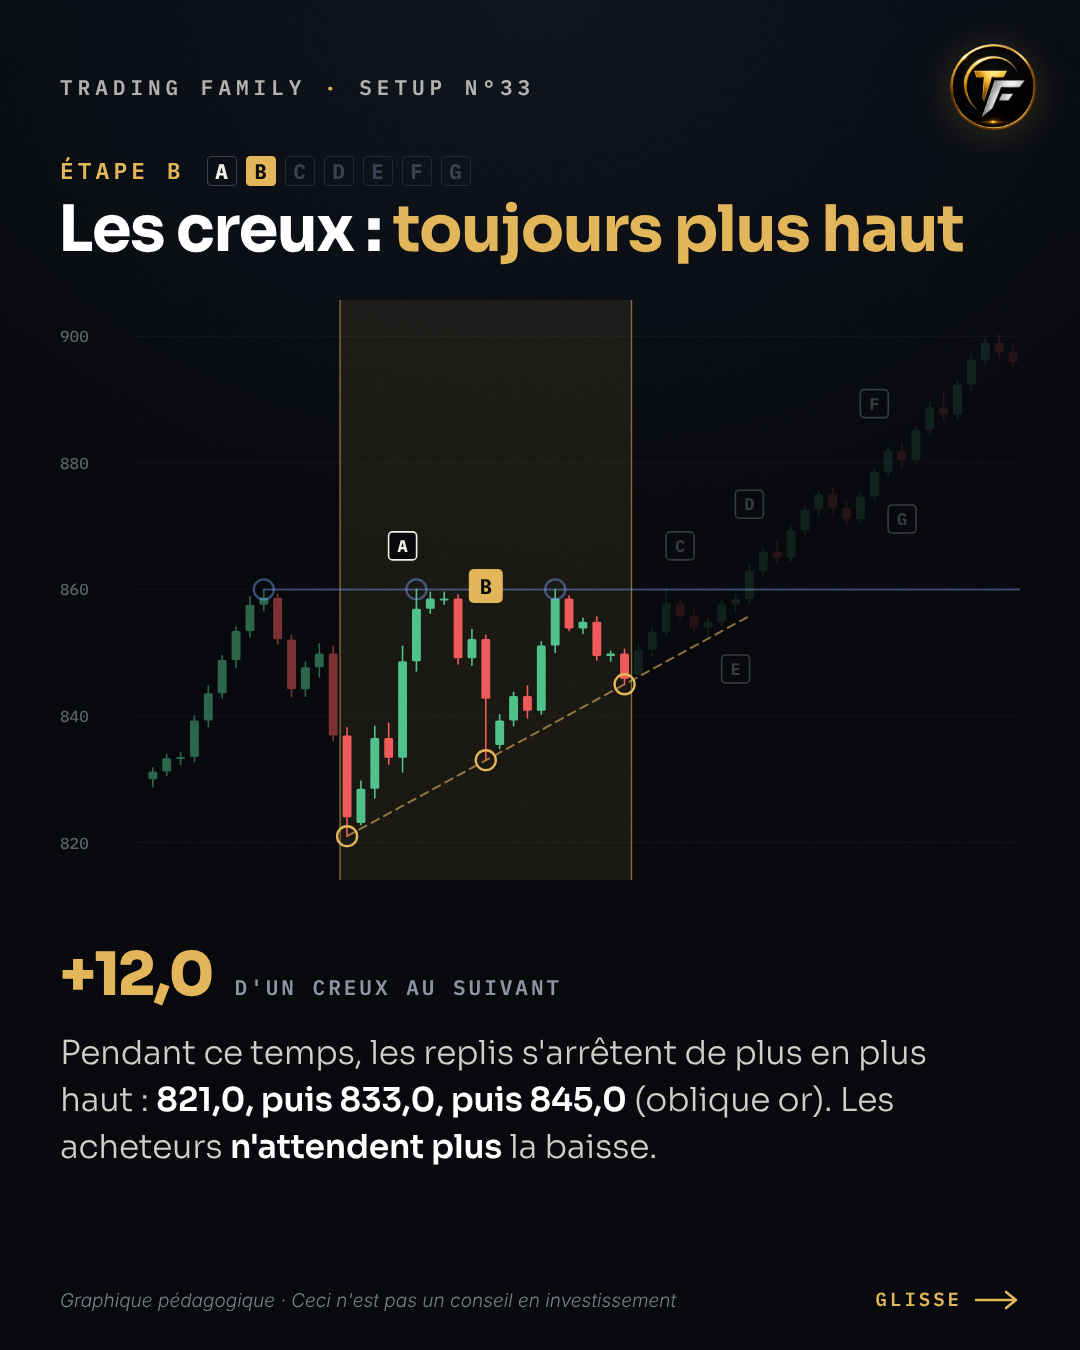 TRADING FAMILY · SETUP N°33
TF
ÉTAPE B A B C D E F G
Les creux : toujours plus haut
900
880
860
840
820
A
B
C
D
E
F
G
+12,0 D'UN CREUX AU SUIVANT
Pendant ce temps, les replis s'arrêtent de plus en plus
haut : 821,0, puis 833,0, puis 845,0 (oblique or). Les
acheteurs n'attendent plus la baisse.
Graphique pédagogique · Ceci n'est pas un conseil en investissement
GLISSE →